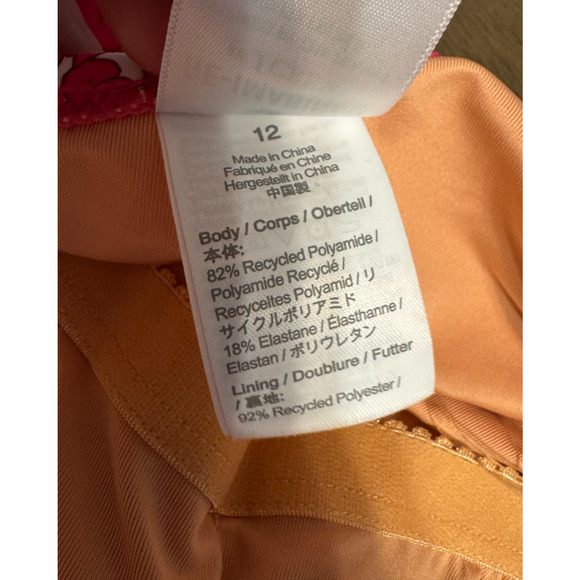 12
Made in China
Fabriqué en Chine
Hergestellt in China
中国製
Body / Corps / Oberteil /
本体:
82% Recycled Polyamide /
Polyamide Recyclé /
Recyceltes Polyamid / リ
サイクルポリアミド
18% Elastane / Élasthanne /
Elastan / ポリウレタン
Lining / Doublure / Futter
/ 裏地:
92% Recycled Polyester /